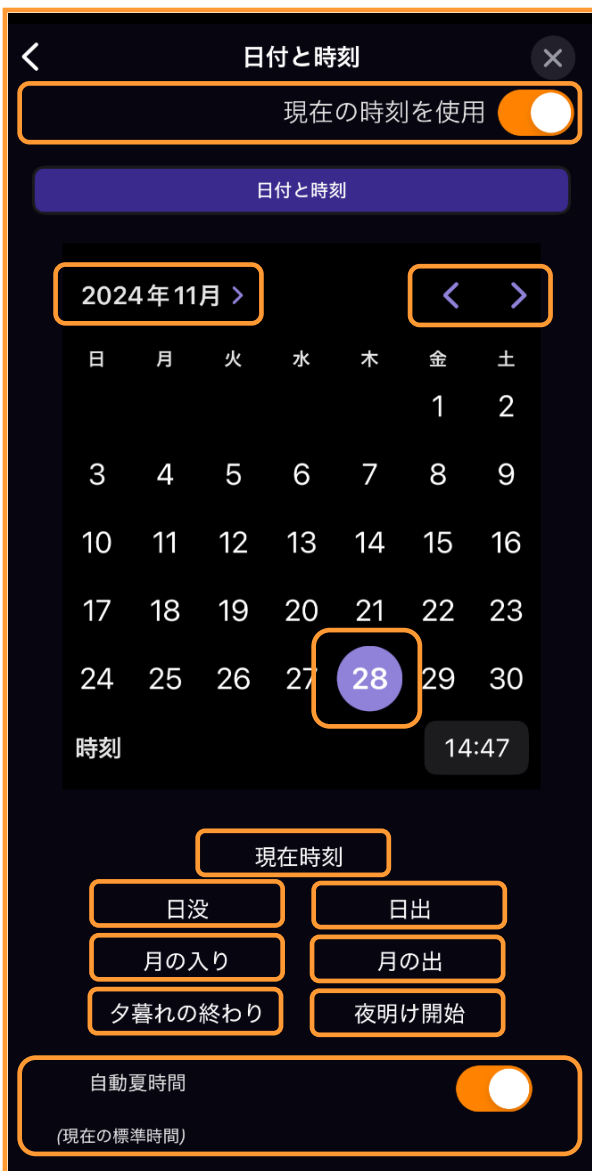 日付と時刻
現在の時刻を使用
日付と時刻
2024年11月
日 月 火 水 木 金 土
1 2
3 4 5 6 7 8 9
10 11 12 13 14 15 16
17 18 19 20 21 22 23
24 25 26 27 28 29 30
時刻 14:47
現在時刻
日没 日出
月の入り 月の出
夕暮れの終わり 夜明け開始
自動夏時間
(現在の標準時間)